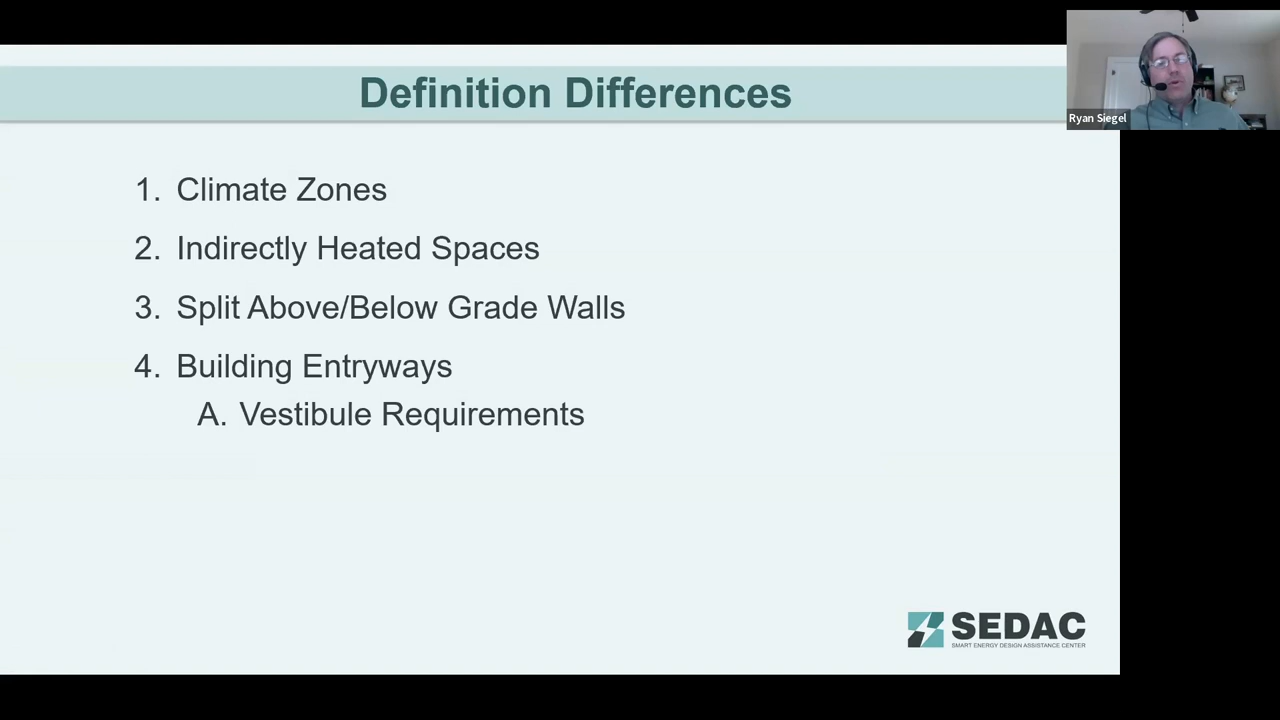 Definition Differences
Ryan Siegel
1. Climate Zones
2. Indirectly Heated Spaces
3. Split Above/Below Grade Walls
4. Building Entryways
A. Vestibule Requirements
SEDAC
SMART ENERGY DESIGN ASSISTANCE CENTER